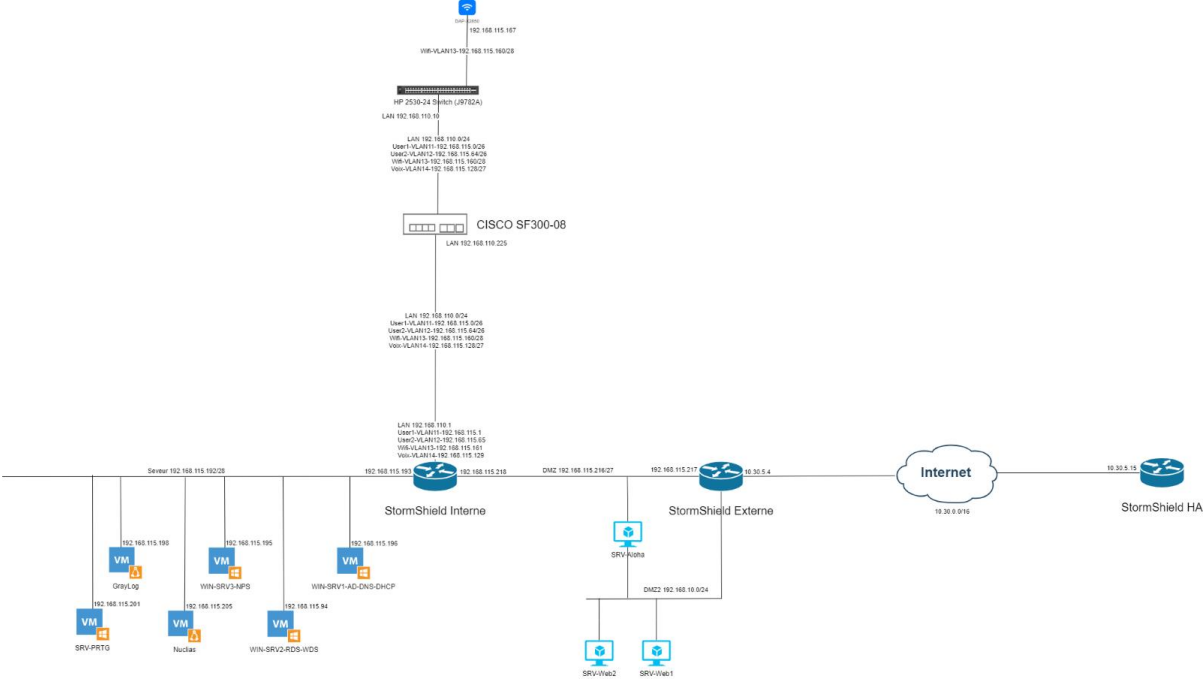 192.168.115.167
Wifi-VLAN13-192.168.115.160/28
HP 2530-24 Switch (J9782A)
LAN 192.168.110.19
LAN 192.168.110.0/24
User1-VLAN11-192.168.115.0/26
User2-VLAN12-192.168.115.64/26
Wifi-VLAN13-192.168.115.160/28
Voix-VLAN14-192.168.115.128/27
CISCO SF300-08
LAN 192.168.110.225
LAN 192.168.110.0/24
User1-VLAN11-192.168.115.0/26
User2-VLAN12-192.168.115.64/26
Wifi-VLAN13-192.168.115.160/28
Voix-VLAN14-192.168.115.128/27
LAN 192.168.110.1
User1-VLAN11-192.168.115.1
User2-VLAN12-192.168.115.65
Wifi-VLAN13-192.168.115.161
Voix-VLAN14-192.168.115.129
Seveur 192.168.115.192/28
192.168.115.193
192.168.115.218
DMZ 192.168.115.216/27
192.168.115.217
10.30.5.4
Internet
10.30.5.15
StormShield Interne
StormShield Externe
10.30.0.0/16
StormShield HA
192.168.115.198
192.168.115.195
192.168.115.196
VM
VM
VM
SRV-Aloha
GrayLog
WIN-SRV3-NPS
WIN-SRV1-AD-DNS-DHCP
DMZ2 192.168.10.0/24
192.168.115.201
192.168.115.205
192.168.115.94
VM
VM
VM
SRV-PRTG
Nuclias
WIN-SRV2-RDS-WDS
SRV-Web2
SRV-Web1